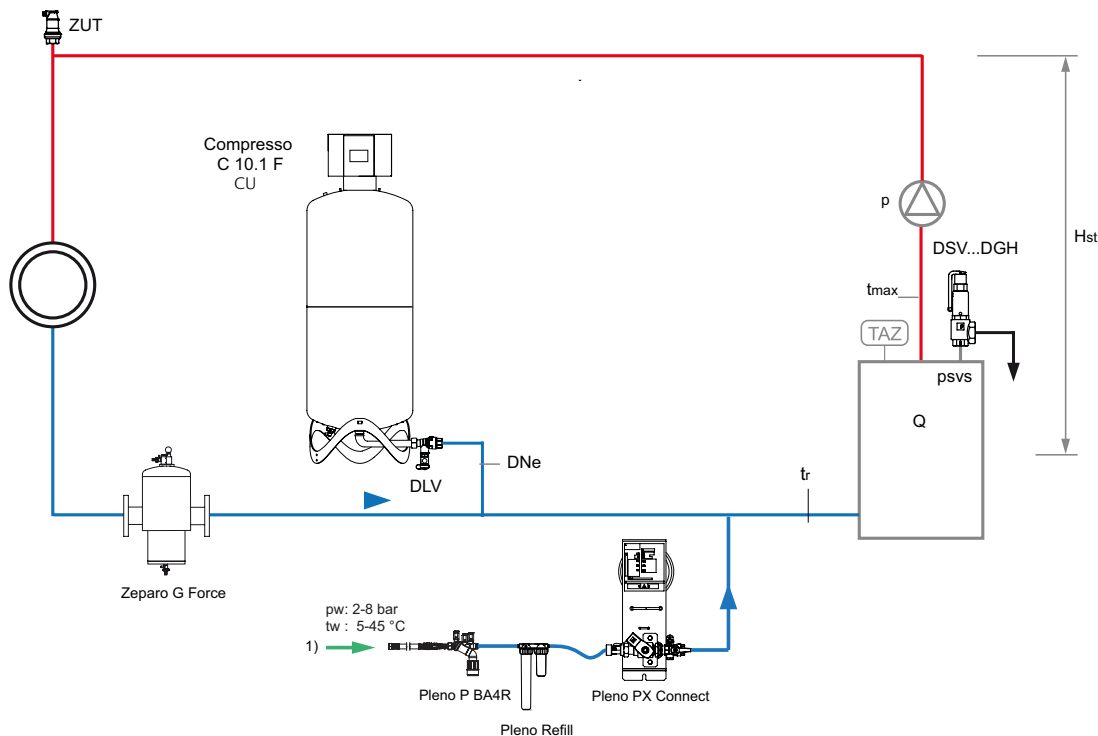 ZUT
Compresso
C 10.1 F
CU
p
Hst
DSV...DGH
tmax
TAZ
psvs
Q
DNe
DLV
tr
Zeparo G Force
pw: 2-8 bar
tw : 5-45 °C
1)
Pleno P BA4R
Pleno PX Connect
Pleno Refill